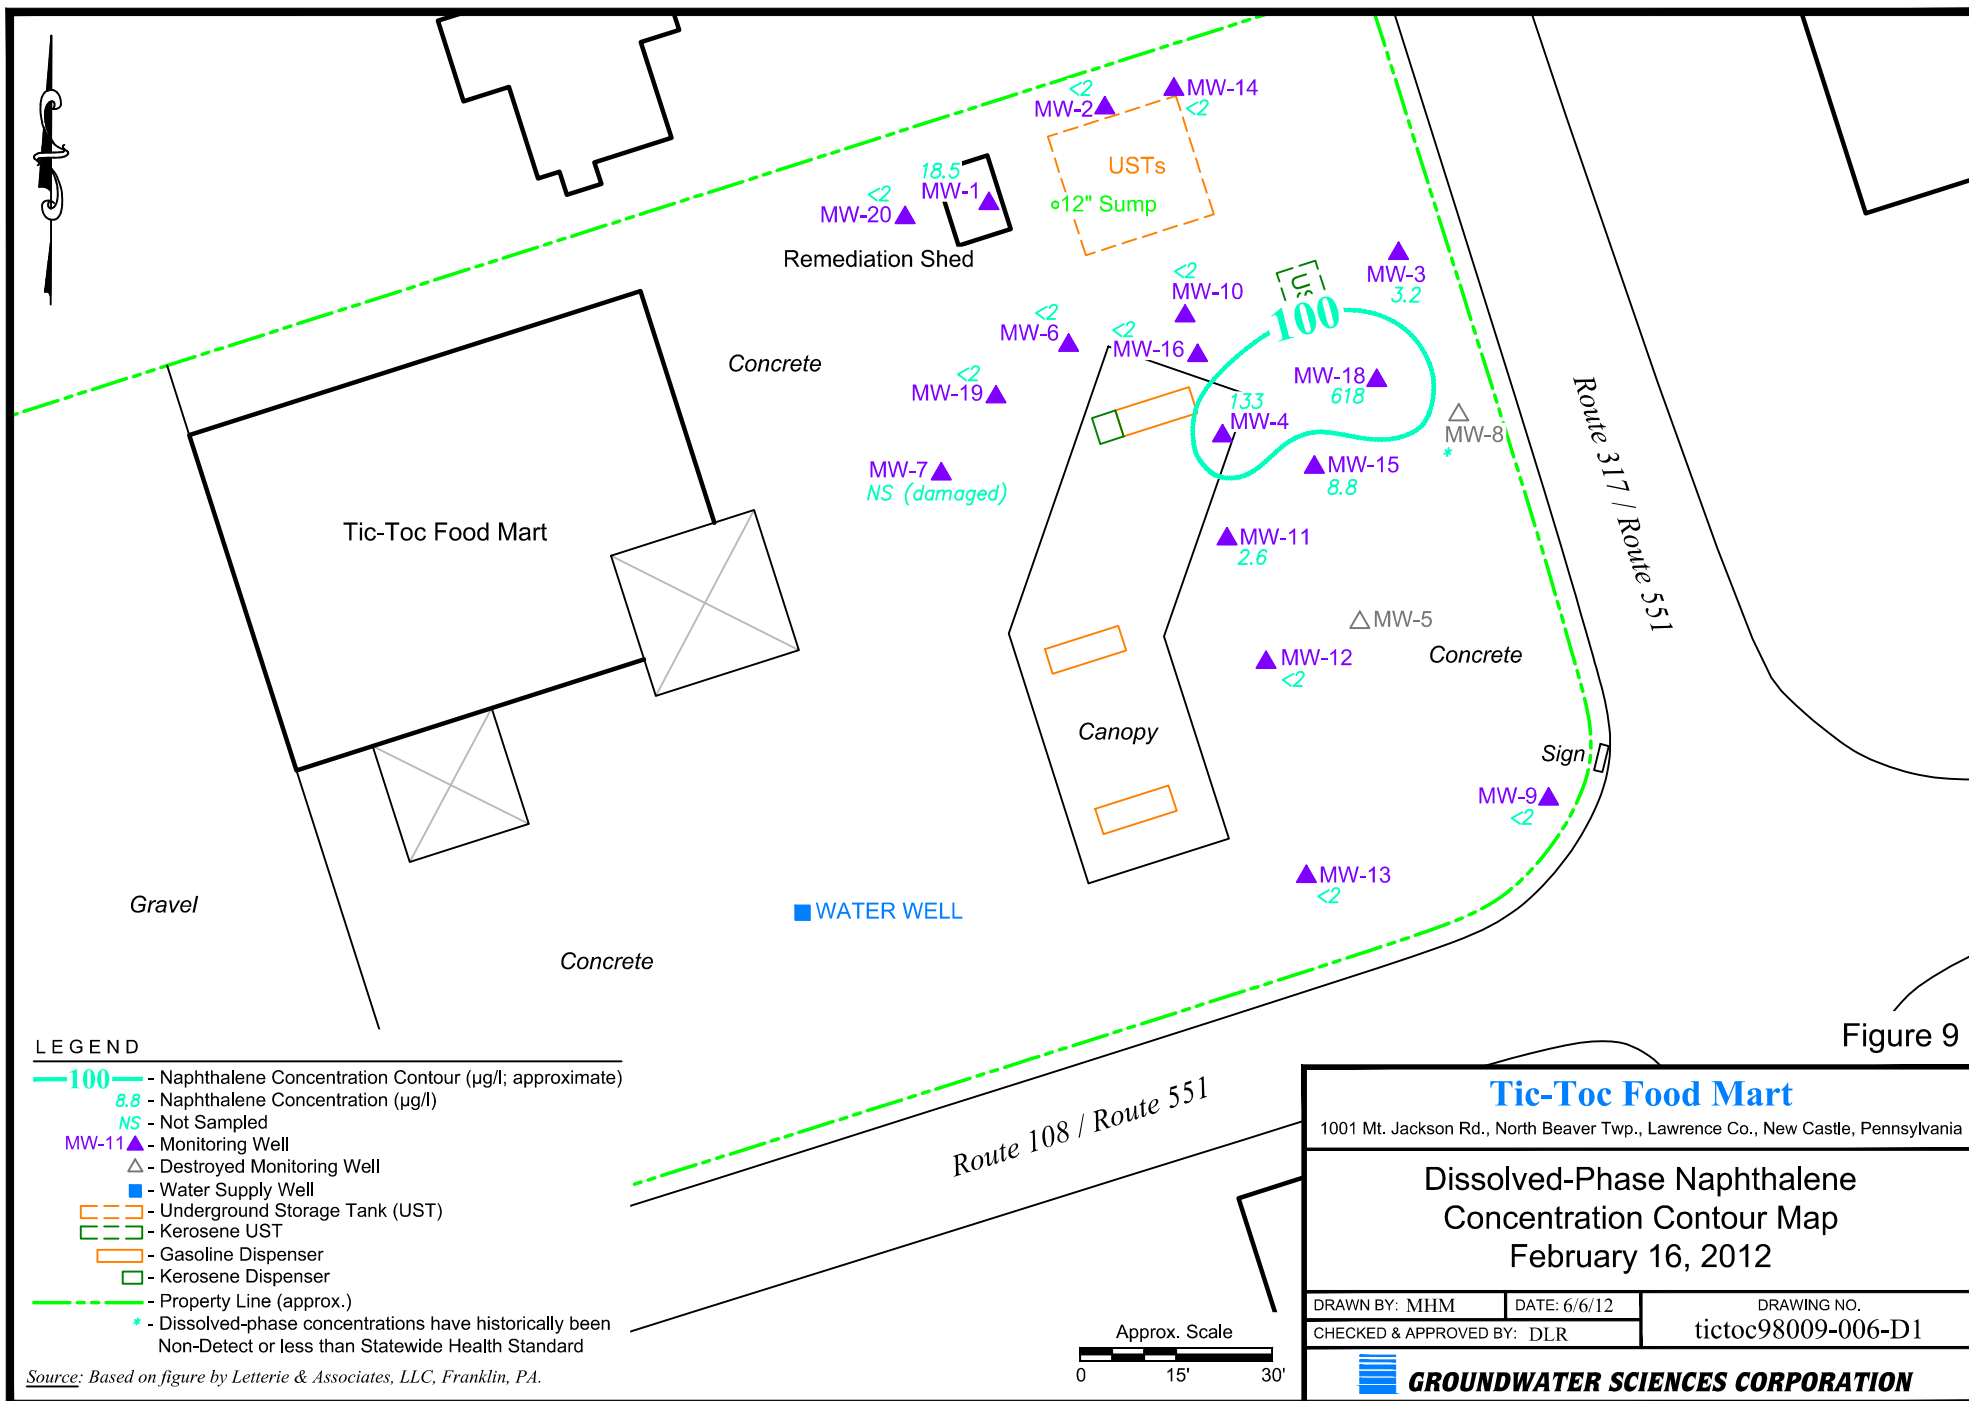 <2
MW-14
MW-2
<2
USTs
18.5
MW-1
<2
MW-20
12" Sump
Remediation Shed
MW-3
3.2
<2
MW-10
100
<2
MW-6
<2
MW-16
Concrete
<2
MW-19
MW-18
618
133
MW-4
MW-8
*
MW-7
NS (damaged)
MW-15
8.8
Route 317 / Route 551
Tic-Toc Food Mart
MW-11
2.6
MW-5
Concrete
MW-12
<2
Canopy
Sign
MW-9
<2
MW-13
<2
Gravel
WATER WELL
Concrete
Route 108 / Route 551
Figure 9
LEGEND
100 - Naphthalene Concentration Contour (µg/l; approximate)
8.8 - Naphthalene Concentration (µg/l)
NS - Not Sampled
MW-11 - Monitoring Well
- Destroyed Monitoring Well
- Water Supply Well
- Underground Storage Tank (UST)
- Kerosene UST
- Gasoline Dispenser
- Kerosene Dispenser
- Property Line (approx.)
* - Dissolved-phase concentrations have historically been
Non-Detect or less than Statewide Health Standard
Source: Based on figure by Letterie & Associates, LLC, Franklin, PA.
Approx. Scale
0 15' 30'
Tic-Toc Food Mart
1001 Mt. Jackson Rd., North Beaver Twp., Lawrence Co., New Castle, Pennsylvania
Dissolved-Phase Naphthalene
Concentration Contour Map
February 16, 2012
DRAWN BY: MHM
DATE: 6/6/12
CHECKED & APPROVED BY: DLR
DRAWING NO.
tictoc98009-006-D1
GROUNDWATER SCIENCES CORPORATION